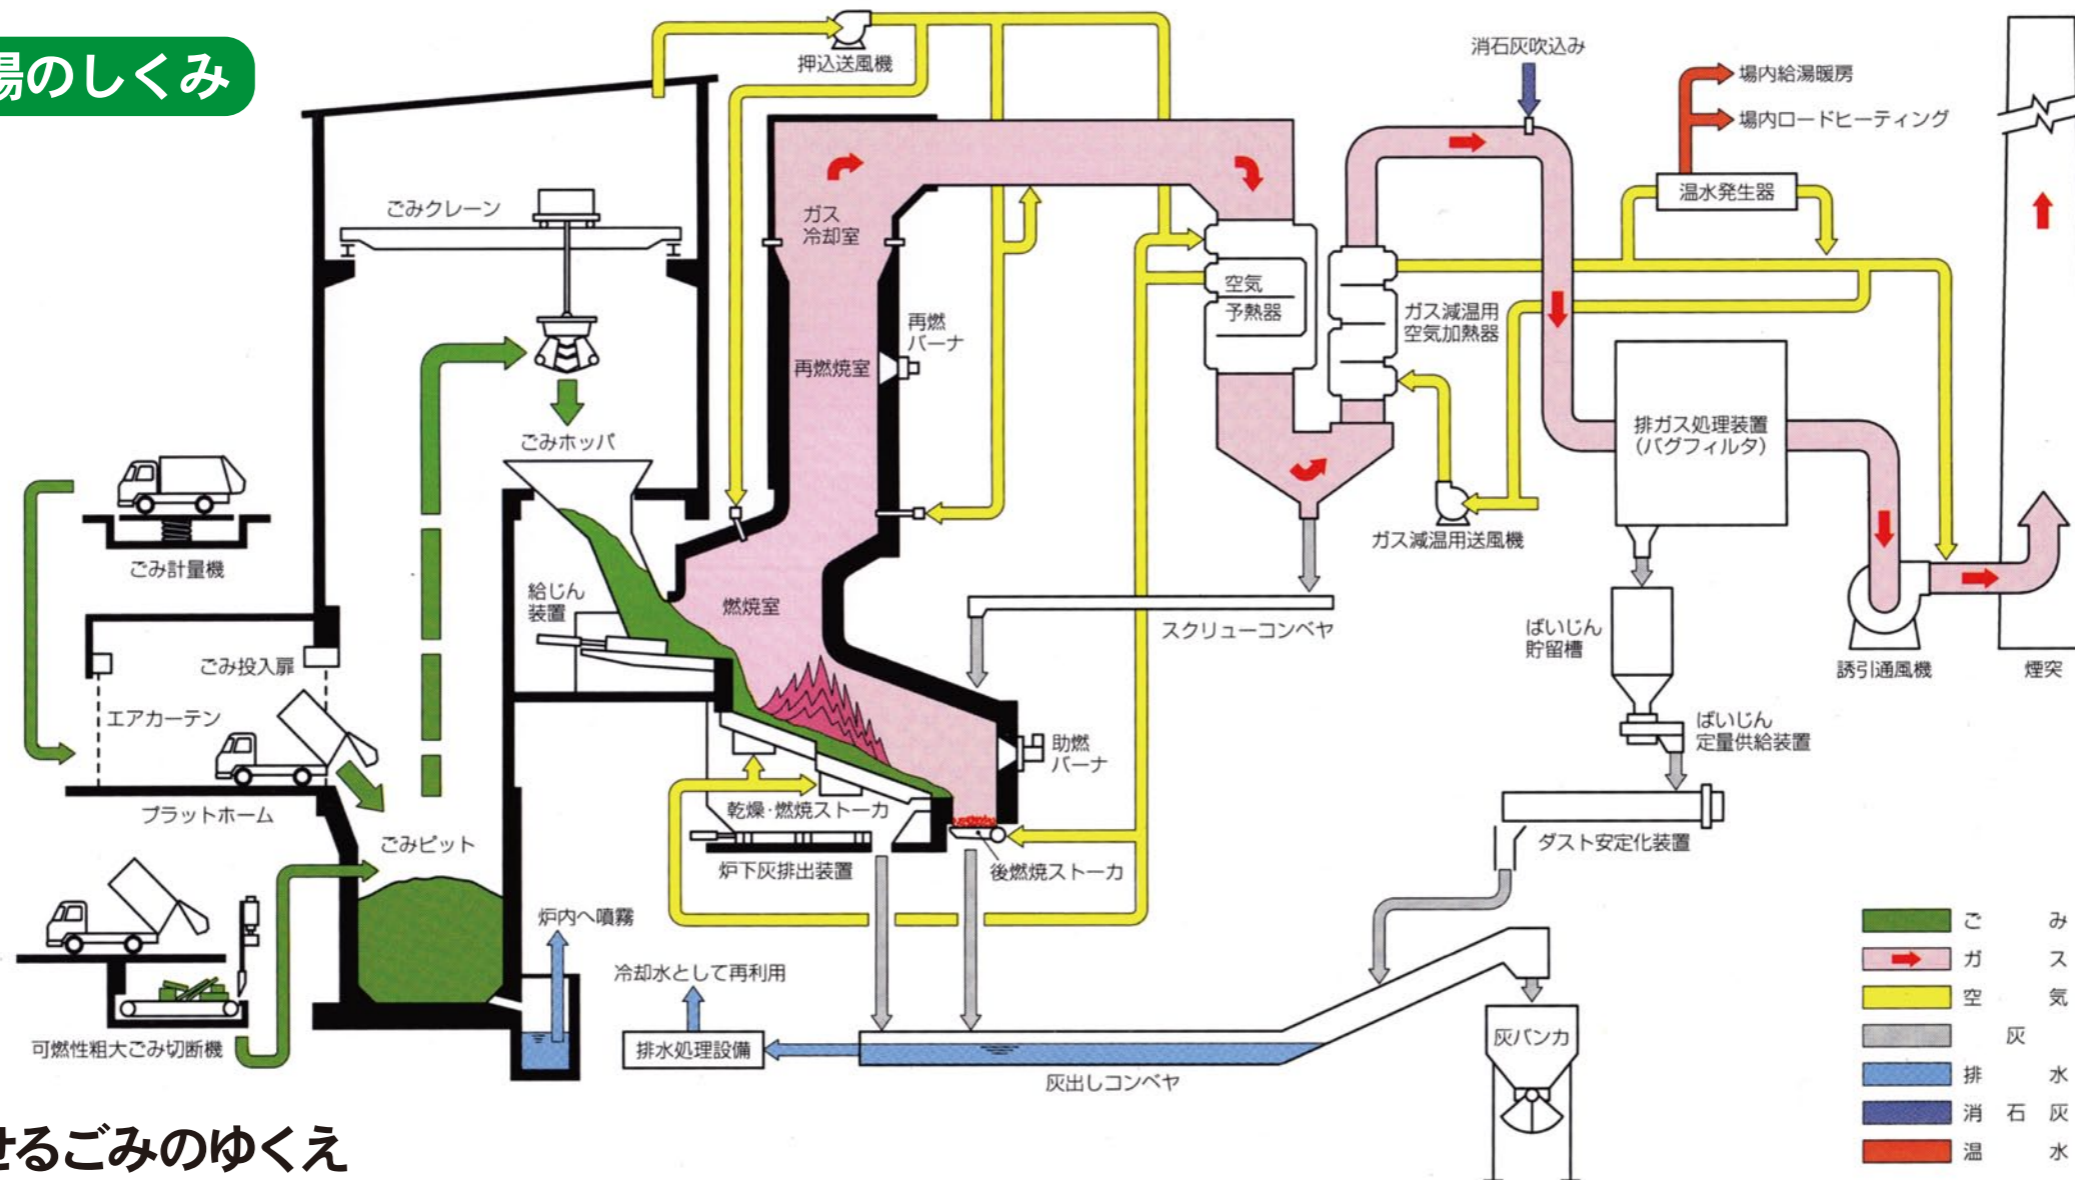 場のしくみ
押込送風機
消石灰吹込み
場内給湯暖房
場内ロードヒーティング
温水発生器
ごみクレーン
ガス
冷却室
空気
予熱器
ガス減温用
空気加熱器
再燃
バーナ
再燃焼室
排ガス処理装置
(バグフィルタ)
ごみホッパ
ごみ計量機
ガス減温用送風機
給じん
装置
燃焼室
スクリューコンベヤ
ばいじん
貯留槽
誘引通風機
煙突
ごみ投入扉
エアカーテン
ばいじん
定量供給装置
助燃
バーナ
プラットホーム
乾燥・燃焼ストーカ
ダスト安定化装置
ごみピット
炉下灰排出装置
後燃焼ストーカ
炉内へ噴霧
冷却水として再利用
可燃性粗大ごみ切断機
排水処理設備
灰出しコンベヤ
灰バンカ
ごみ
ガス
空気
灰
排水
消石灰
温水
せるごみのゆくえ